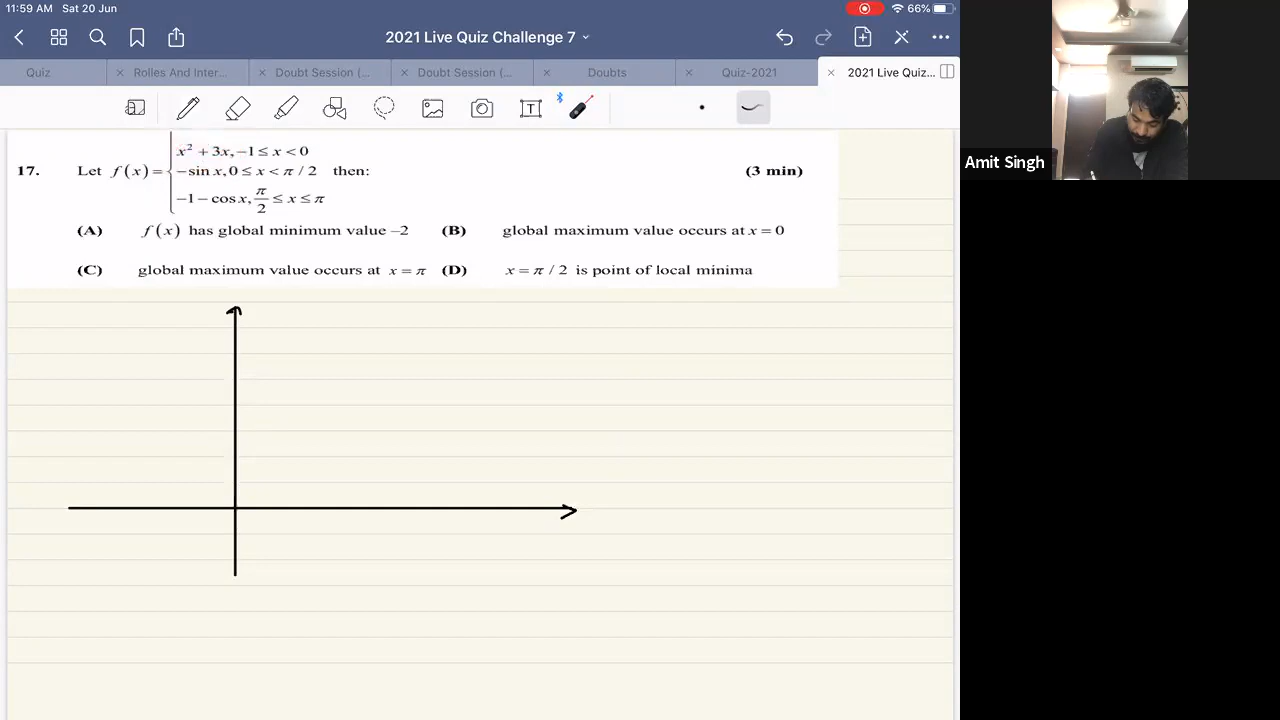 11:59 AM Sat 20 Jun
66%
2021 Live Quiz Challenge 7
Quiz
Rolles And Inter...
Doubt Session (...
Doubt Session (...
Doubts
Quiz-2021
2021 Live Quiz...
T
x² + 3x, −1 ≤ x < 0
17. Let f(x) = −sin x, 0 ≤ x < π / 2 then: (3 min)
−1 − cos x, π/2 ≤ x ≤ π
(A) f(x) has global minimum value −2 (B) global maximum value occurs at x = 0
(C) global maximum value occurs at x = π (D) x = π / 2 is point of local minima
Amit Singh